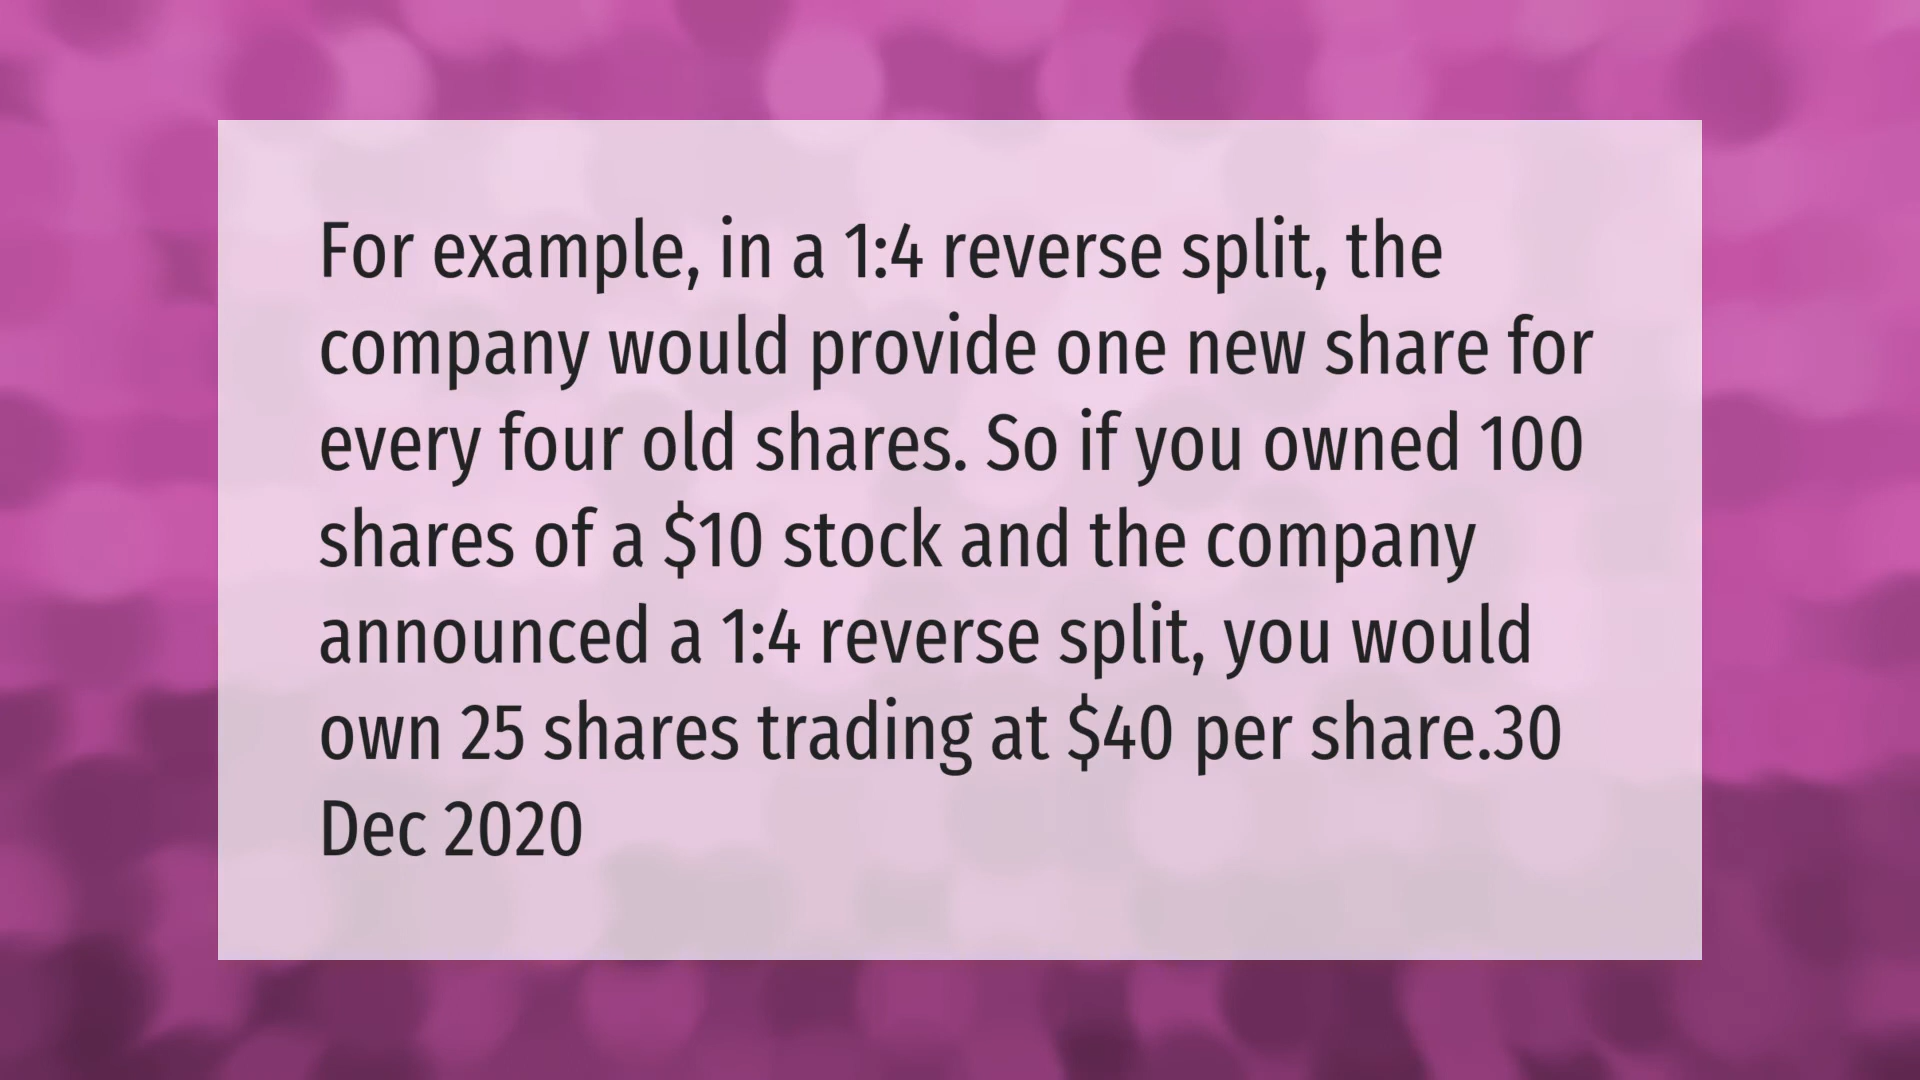 For example, in a 1:4 reverse split, the
company would provide one new share for
every four old shares. So if you owned 100
shares of a $10 stock and the company
announced a 1:4 reverse split, you would
own 25 shares trading at $40 per share.30
Dec 2020